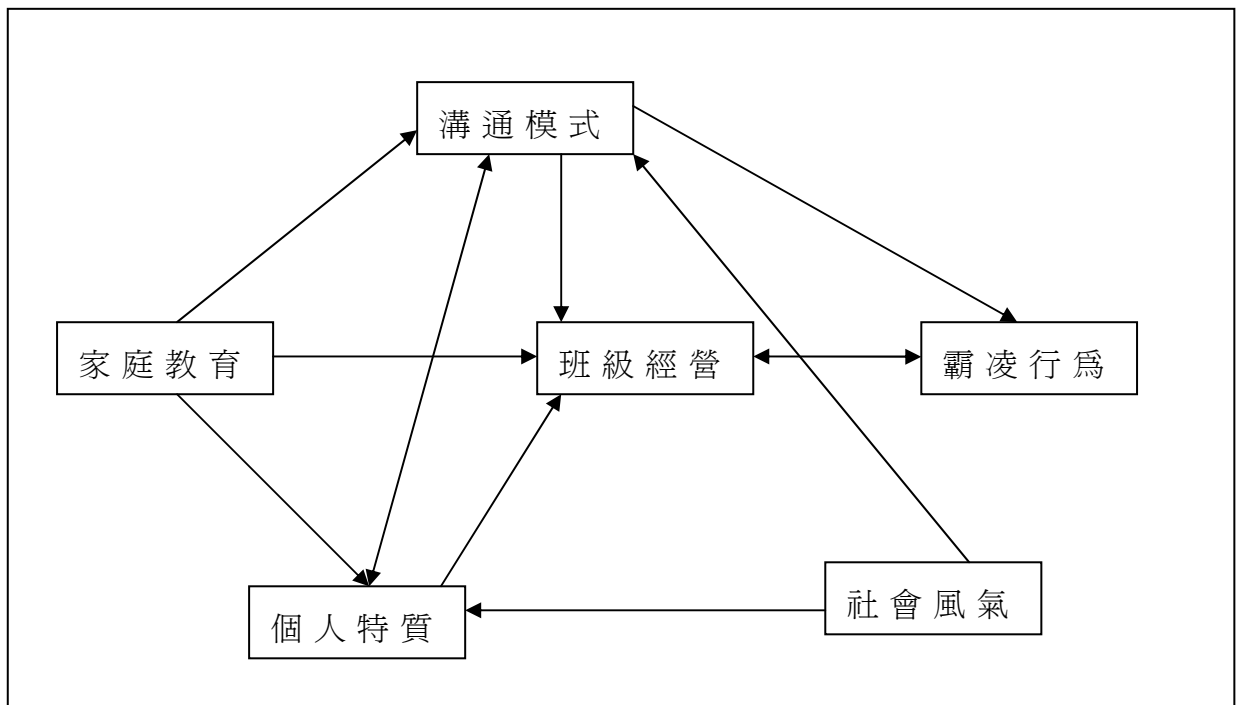 溝通模式
家庭教育
班級經營
霸凌行為
個人特質
社會風氣